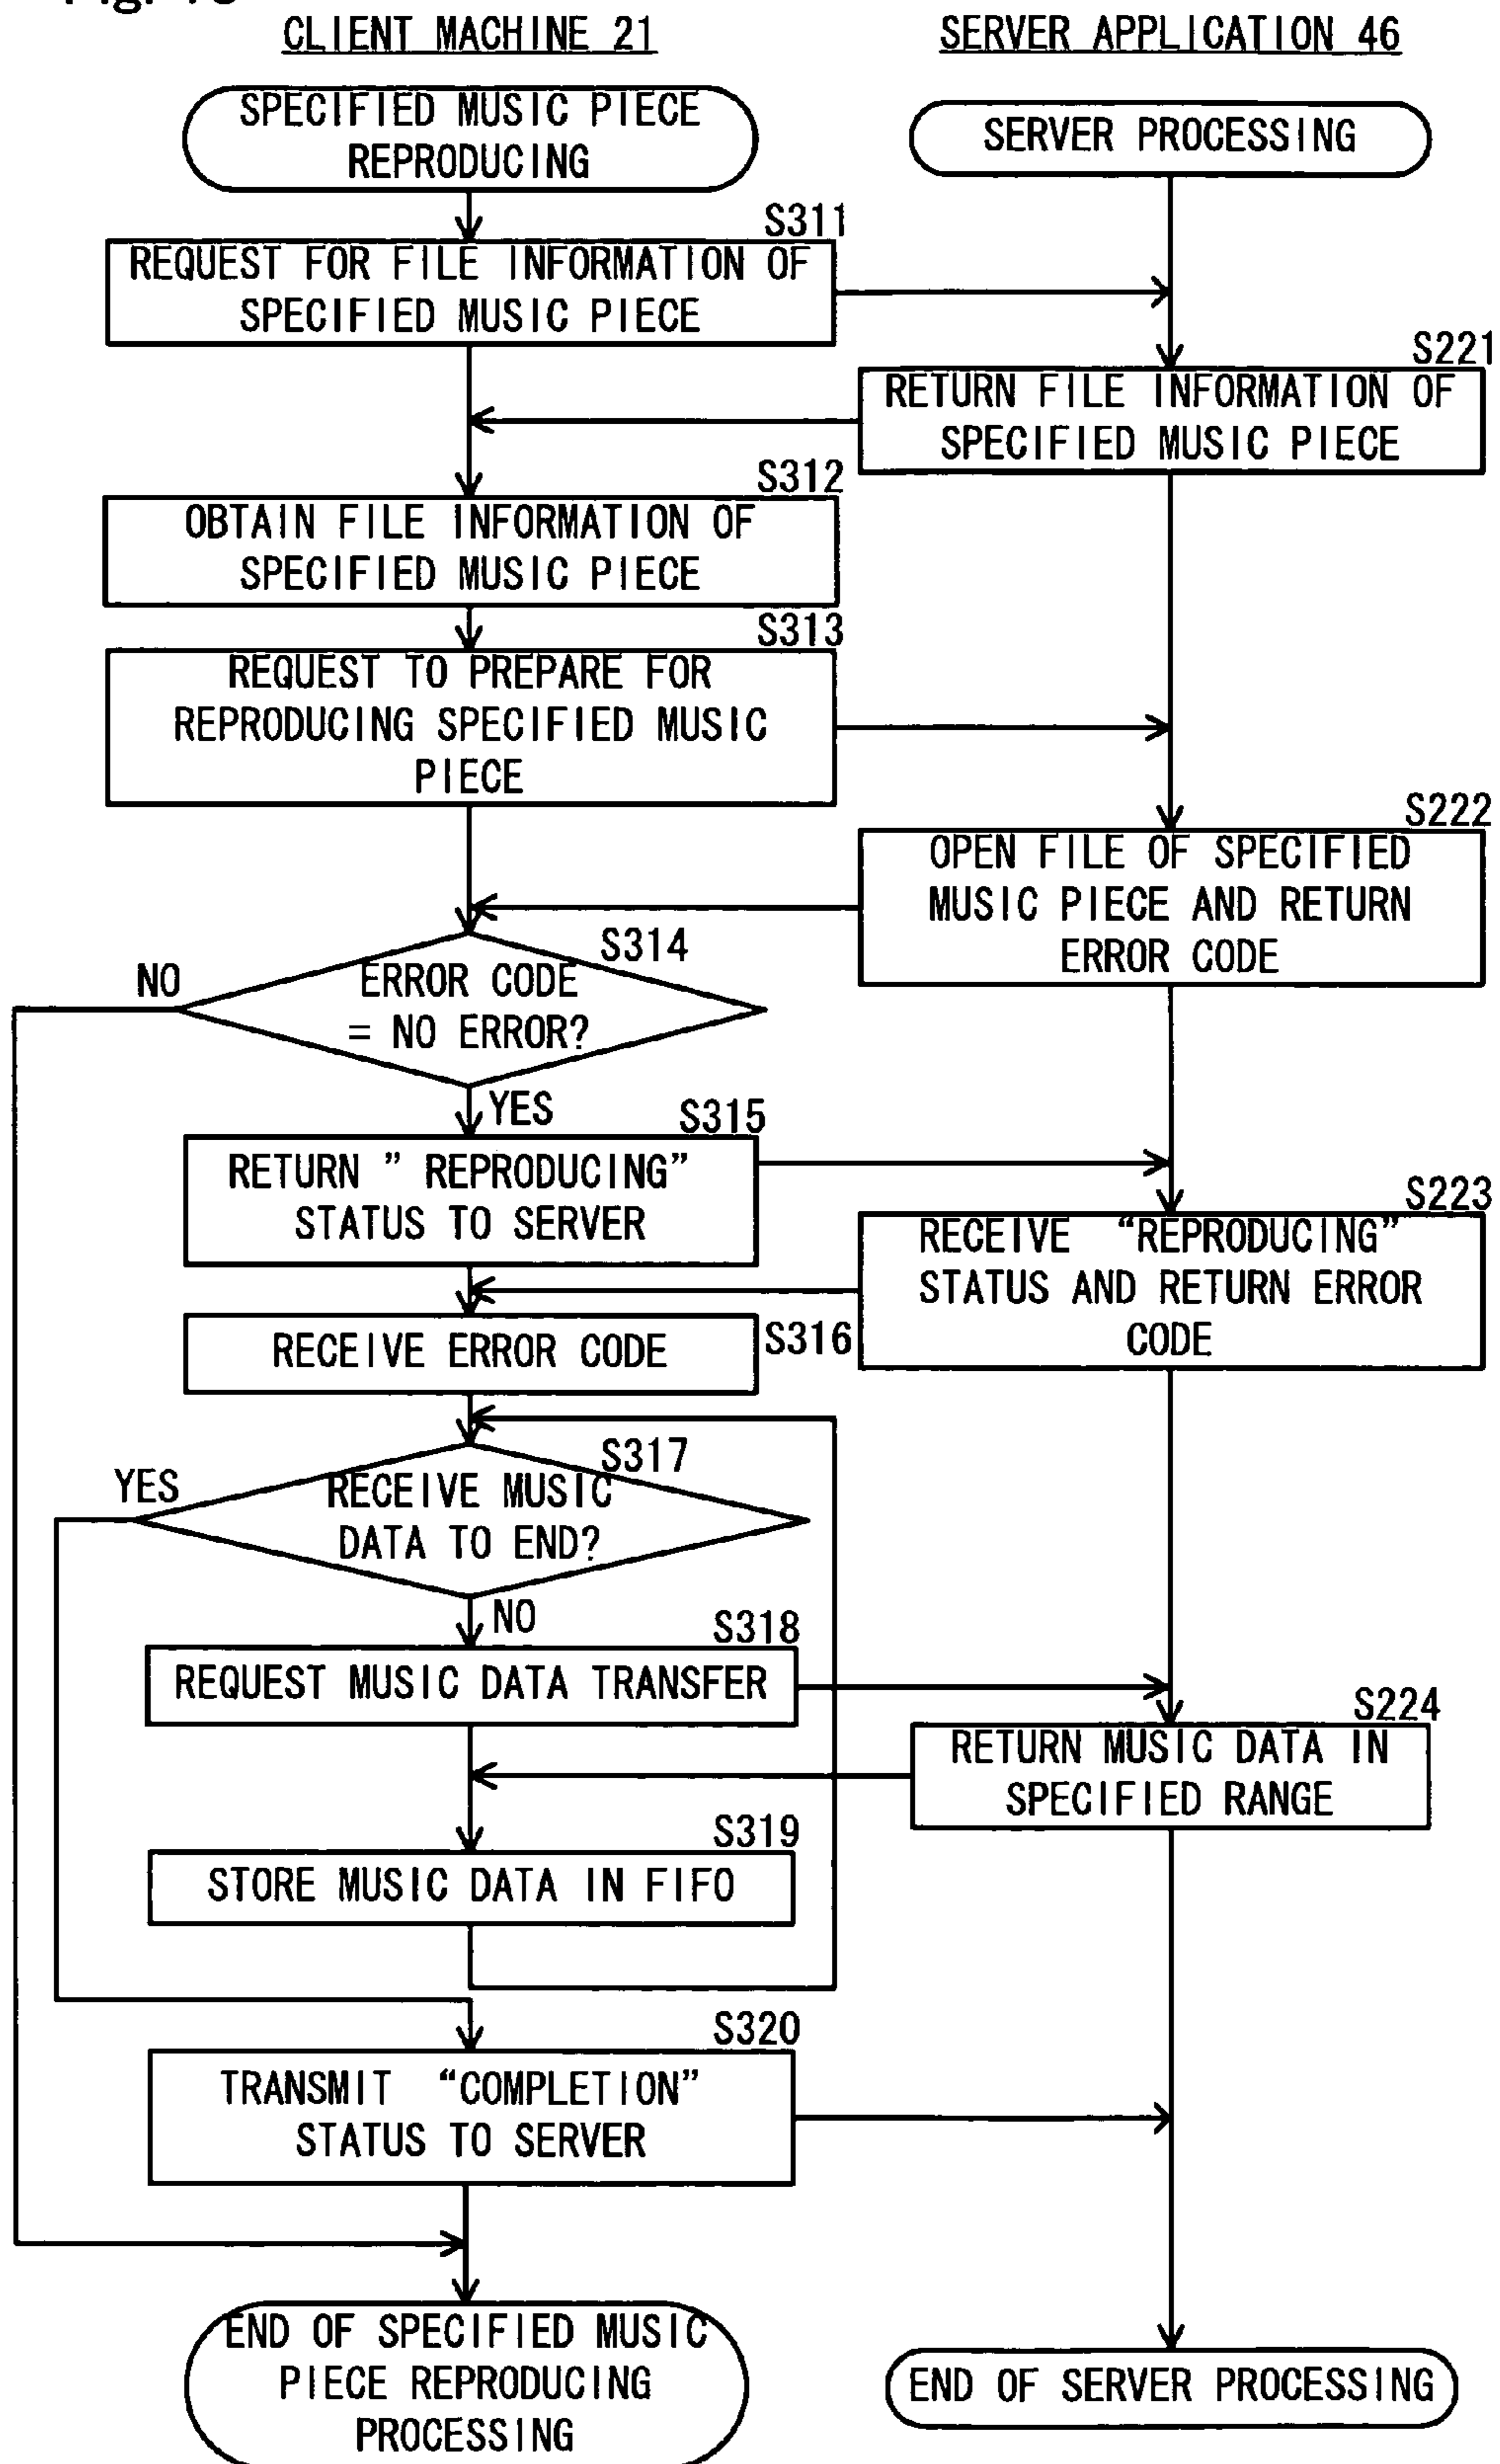 CLIENT MACHINE 21
SERVER APPLICATION 46
SPECIFIED MUSIC PIECE
REPRODUCING
SERVER PROCESSING
S311
REQUEST FOR FILE INFORMATION OF
SPECIFIED MUSIC PIECE
S221
RETURN FILE INFORMATION OF
SPECIFIED MUSIC PIECE
S312
OBTAIN FILE INFORMATION OF
SPECIFIED MUSIC PIECE
S313
REQUEST TO PREPARE FOR
REPRODUCING SPECIFIED MUSIC
PIECE
S222
OPEN FILE OF SPECIFIED
MUSIC PIECE AND RETURN
ERROR CODE
S314
NO
ERROR CODE
= NO ERROR?
YES
S315
RETURN ” REPRODUCING”
STATUS TO SERVER
S223
RECEIVE “REPRODUCING”
STATUS AND RETURN ERROR
CODE
RECEIVE ERROR CODE
S316
S317
YES
RECEIVE MUSIC
DATA TO END?
NO
S318
REQUEST MUSIC DATA TRANSFER
S224
RETURN MUSIC DATA IN
SPECIFIED RANGE
S319
STORE MUSIC DATA IN FIFO
S320
TRANSMIT “COMPLETION”
STATUS TO SERVER
END OF SPECIFIED MUSIC
PIECE REPRODUCING
PROCESSING
END OF SERVER PROCESSING